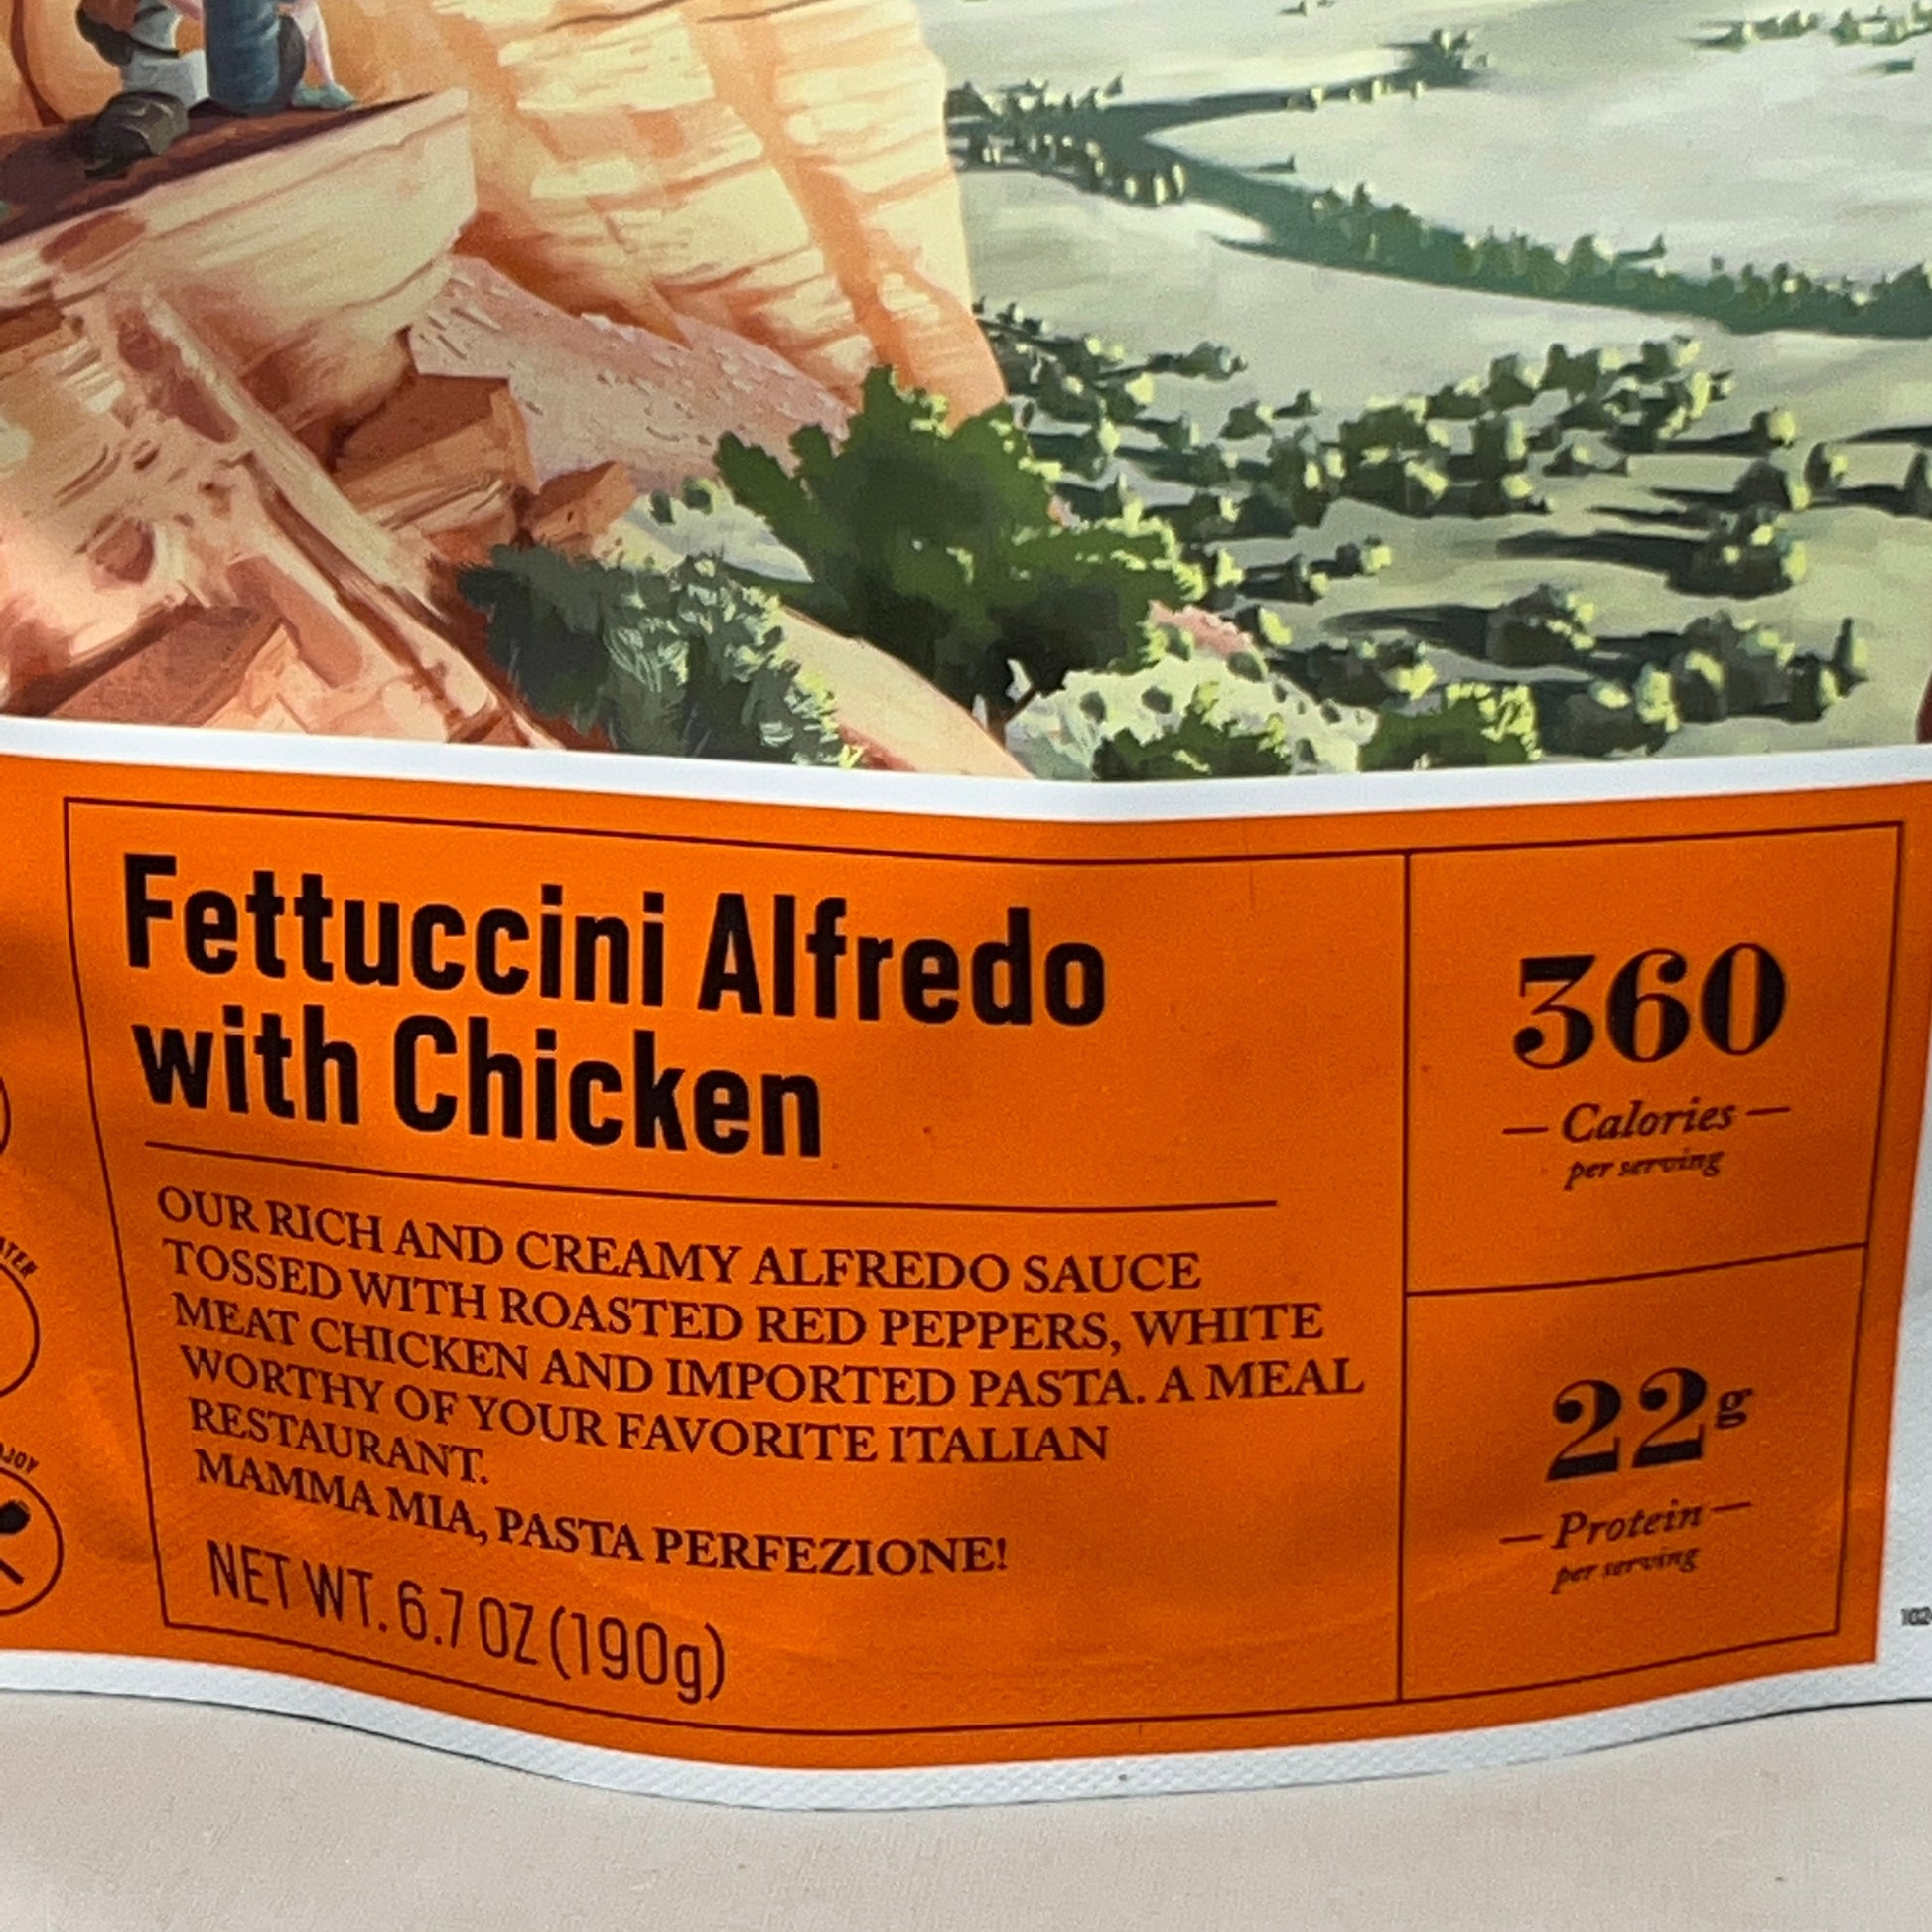 Fettuccini Alfredo
with Chicken
OUR RICH AND CREAMY ALFREDO SAUCE
TOSSED WITH ROASTED RED PEPPERS, WHITE
MEAT CHICKEN AND IMPORTED PASTA. A MEAL
WORTHY OF YOUR FAVORITE ITALIAN
RESTAURANT.
MAMMA MIA, PASTA PERFEZIONE!
NET WT. 6.7 OZ (190g)
360
— Calories —
per serving
22g
— Protein —
per serving